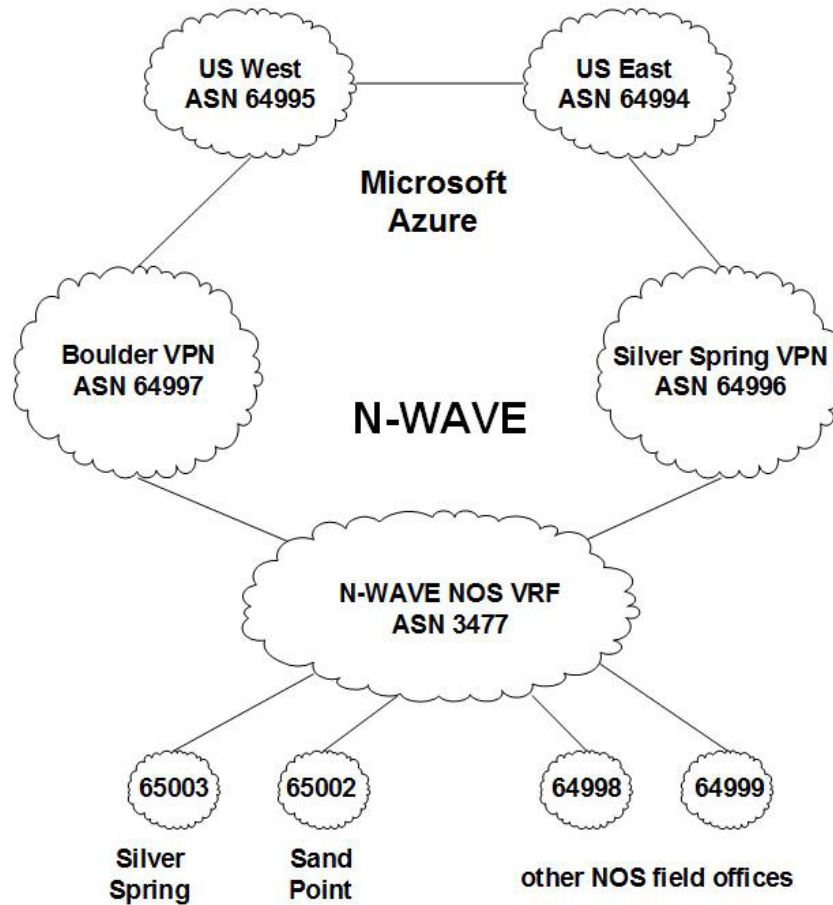 US West
ASN 64995
US East
ASN 64994
Microsoft
Azure
Boulder VPN
ASN 64997
Silver Spring VPN
ASN 64996
N-WAVE
N-WAVE NOS VRF
ASN 3477
65003
65002
64998
64999
Silver
Spring
Sand
Point
other NOS field offices